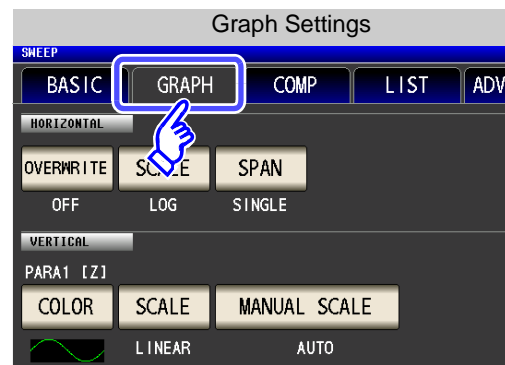 Graph Settings
SWEEP
BASIC GRAPH COMP LIST ADV
HORIZONTAL
OVERWRITE SCALE SPAN
OFF LOG SINGLE
VERTICAL
PARA1 [Z]
COLOR SCALE MANUAL SCALE
LINEAR AUTO